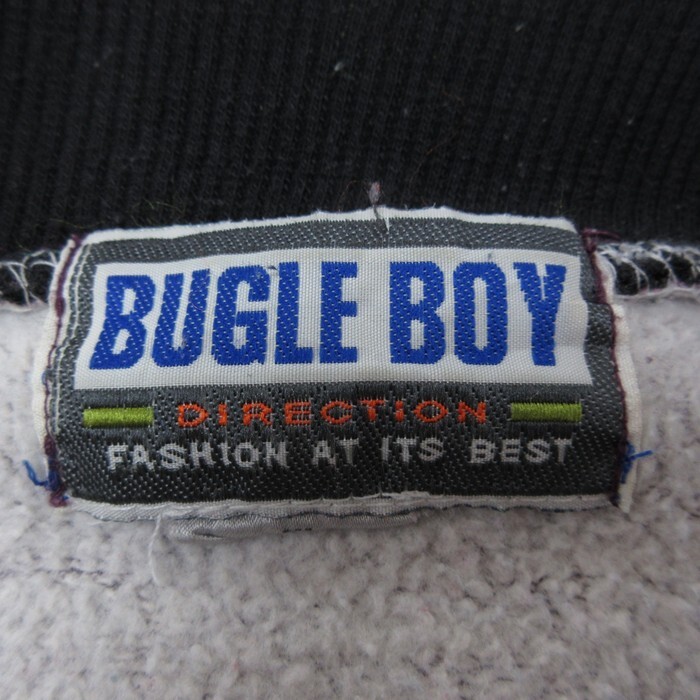 BUGLE BOY
DIRECTION
FASHION AT ITS BEST